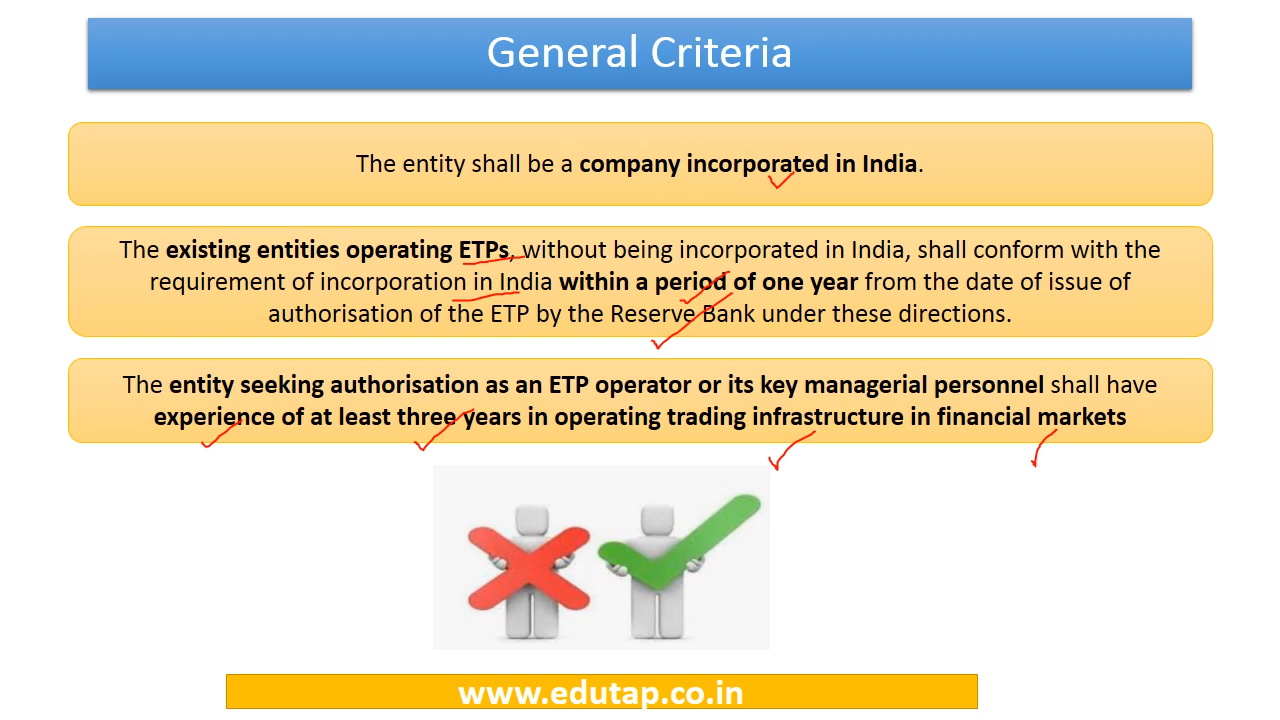 General Criteria
The entity shall be a company incorporated in India.
The existing entities operating ETPs, without being incorporated in India, shall conform with the
requirement of incorporation in India within a period of one year from the date of issue of
authorisation of the ETP by the Reserve Bank under these directions.
The entity seeking authorisation as an ETP operator or its key managerial personnel shall have
experience of at least three years in operating trading infrastructure in financial markets
www.edutap.co.in